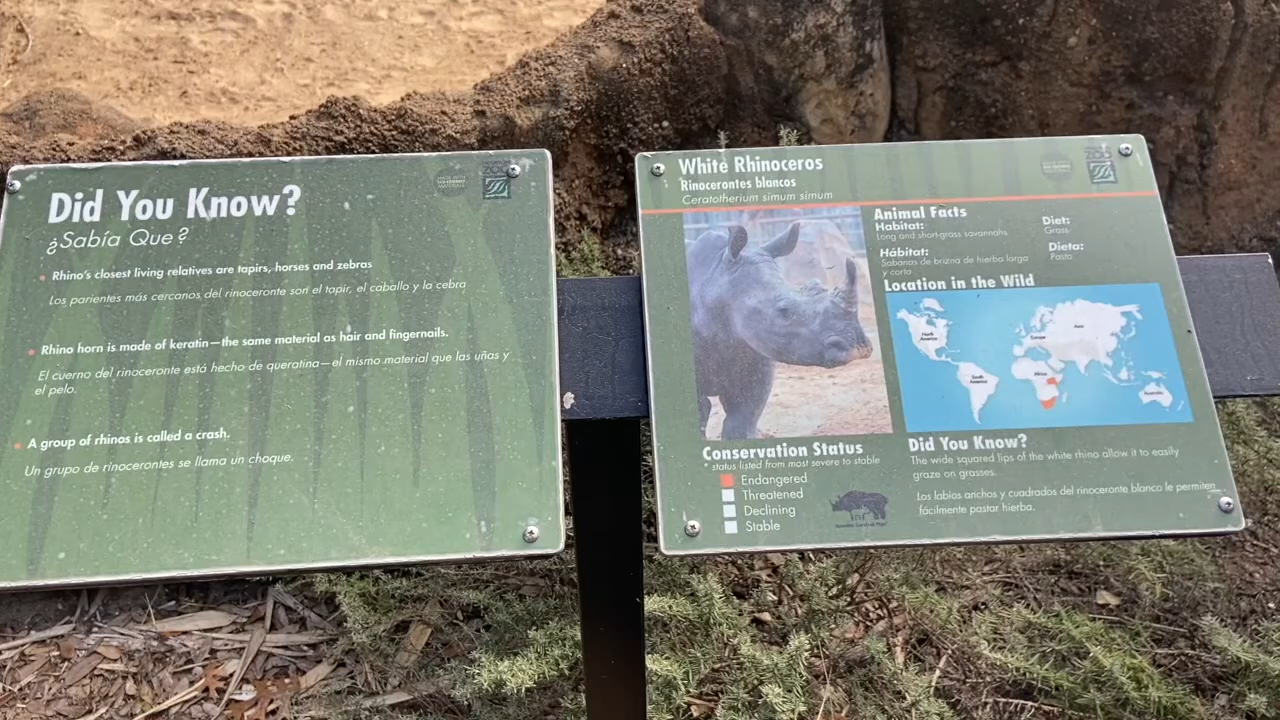 Did You Know?
¿Sabía Que?
Rhino's closest living relatives are tapirs, horses and zebras
Los parientes más cercanos del rinoceronte son el tapir, el caballo y la cebra
Rhino horn is made of keratin—the same material as hair and fingernails.
El cuerno del rinoceronte está hecho de queratina—el mismo material que las uñas y
el pelo.
A group of rhinos is called a crash.
Un grupo de rinocerontes se llama un choque.
White Rhinoceros
Rinocerontes blancos
Ceratotherium simum simum
Animal Facts
Habitat:
Long and short-grass savannahs
Diet:
Grass
Hábitat:
Sabanas de brizna de hierba larga
y corta
Dieta:
Pasto
Location in the Wild
North
America
South
America
Europe
Asia
Africa
Australia
Conservation Status
* status listed from most severe to stable
Endangered
Threatened
Declining
Stable
Did You Know?
The wide squared lips of the white rhino allow it to easily
graze on grasses.
Los labios anchos y cuadrados del rinoceronte blanco le permiten
fácilmente pastar hierba.